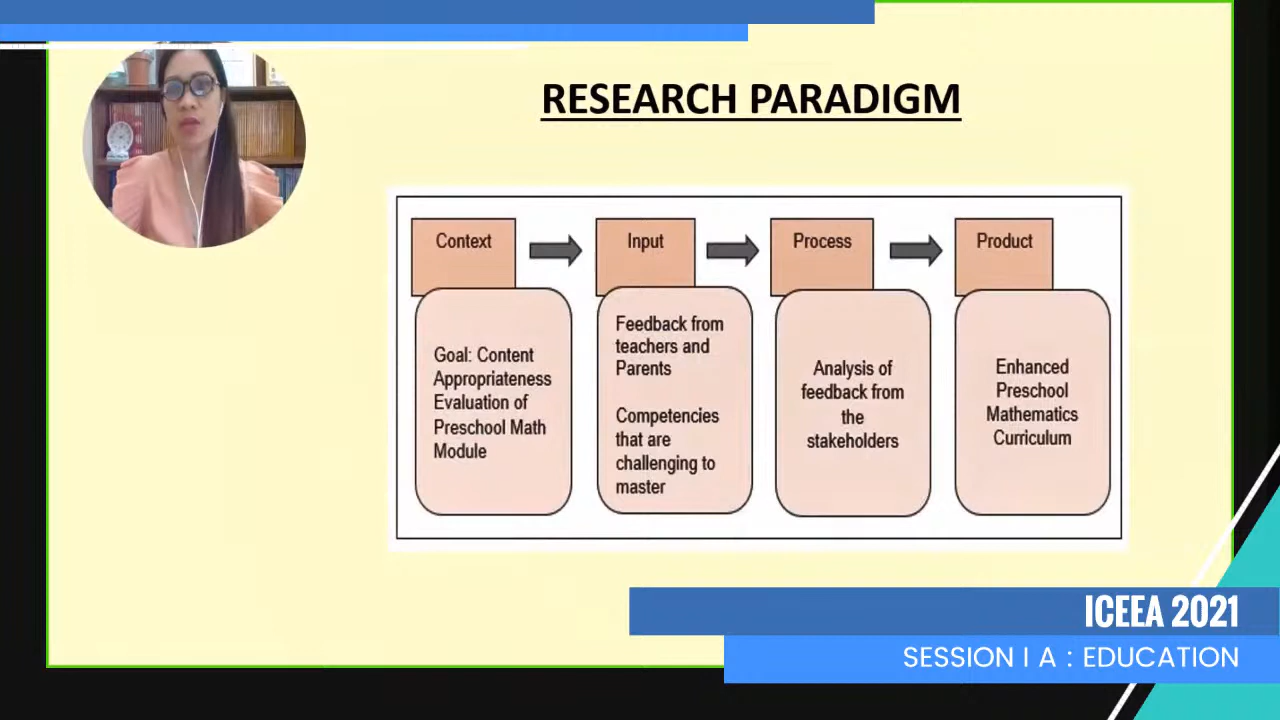 RESEARCH PARADIGM
Context
Input
Process
Product
Goal: Content
Appropriateness
Evaluation of
Preschool Math
Module
Feedback from
teachers and
Parents
Competencies
that are
challenging to
master
Analysis of
feedback from
the
stakeholders
Enhanced
Preschool
Mathematics
Curriculum
ICEEA 2021
SESSION I A : EDUCATION